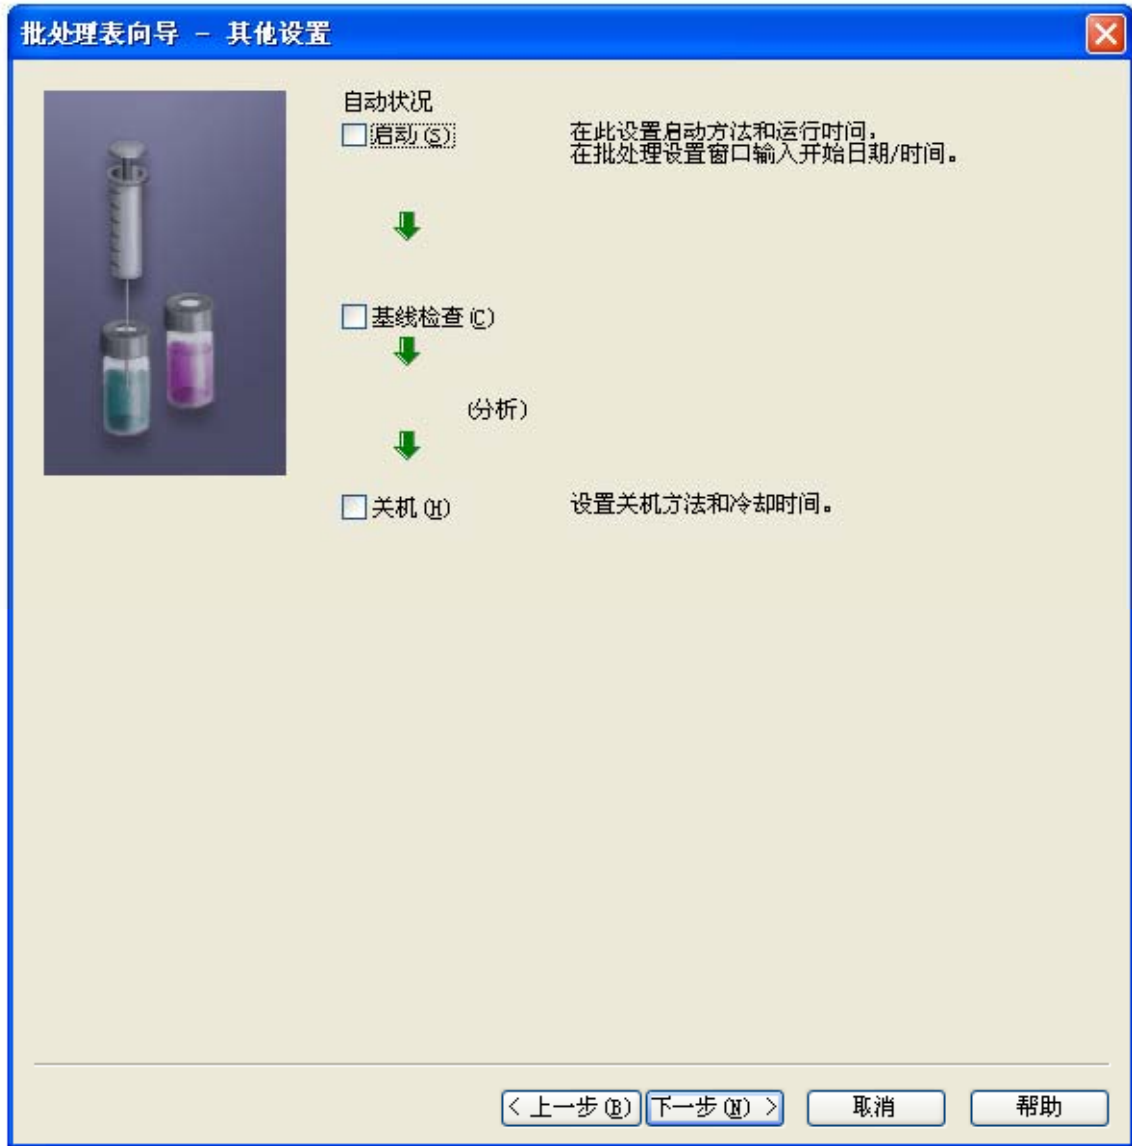 批处理表向导 - 其他设置
自动状况
启动(S)
在此设置启动方法和运行时间,
在批处理设置窗口输入开始日期/时间。
基线检查(C)
(分析)
关机(H)
设置关机方法和冷却时间。
< 上一步(B)
下一步(N) >
取消
帮助